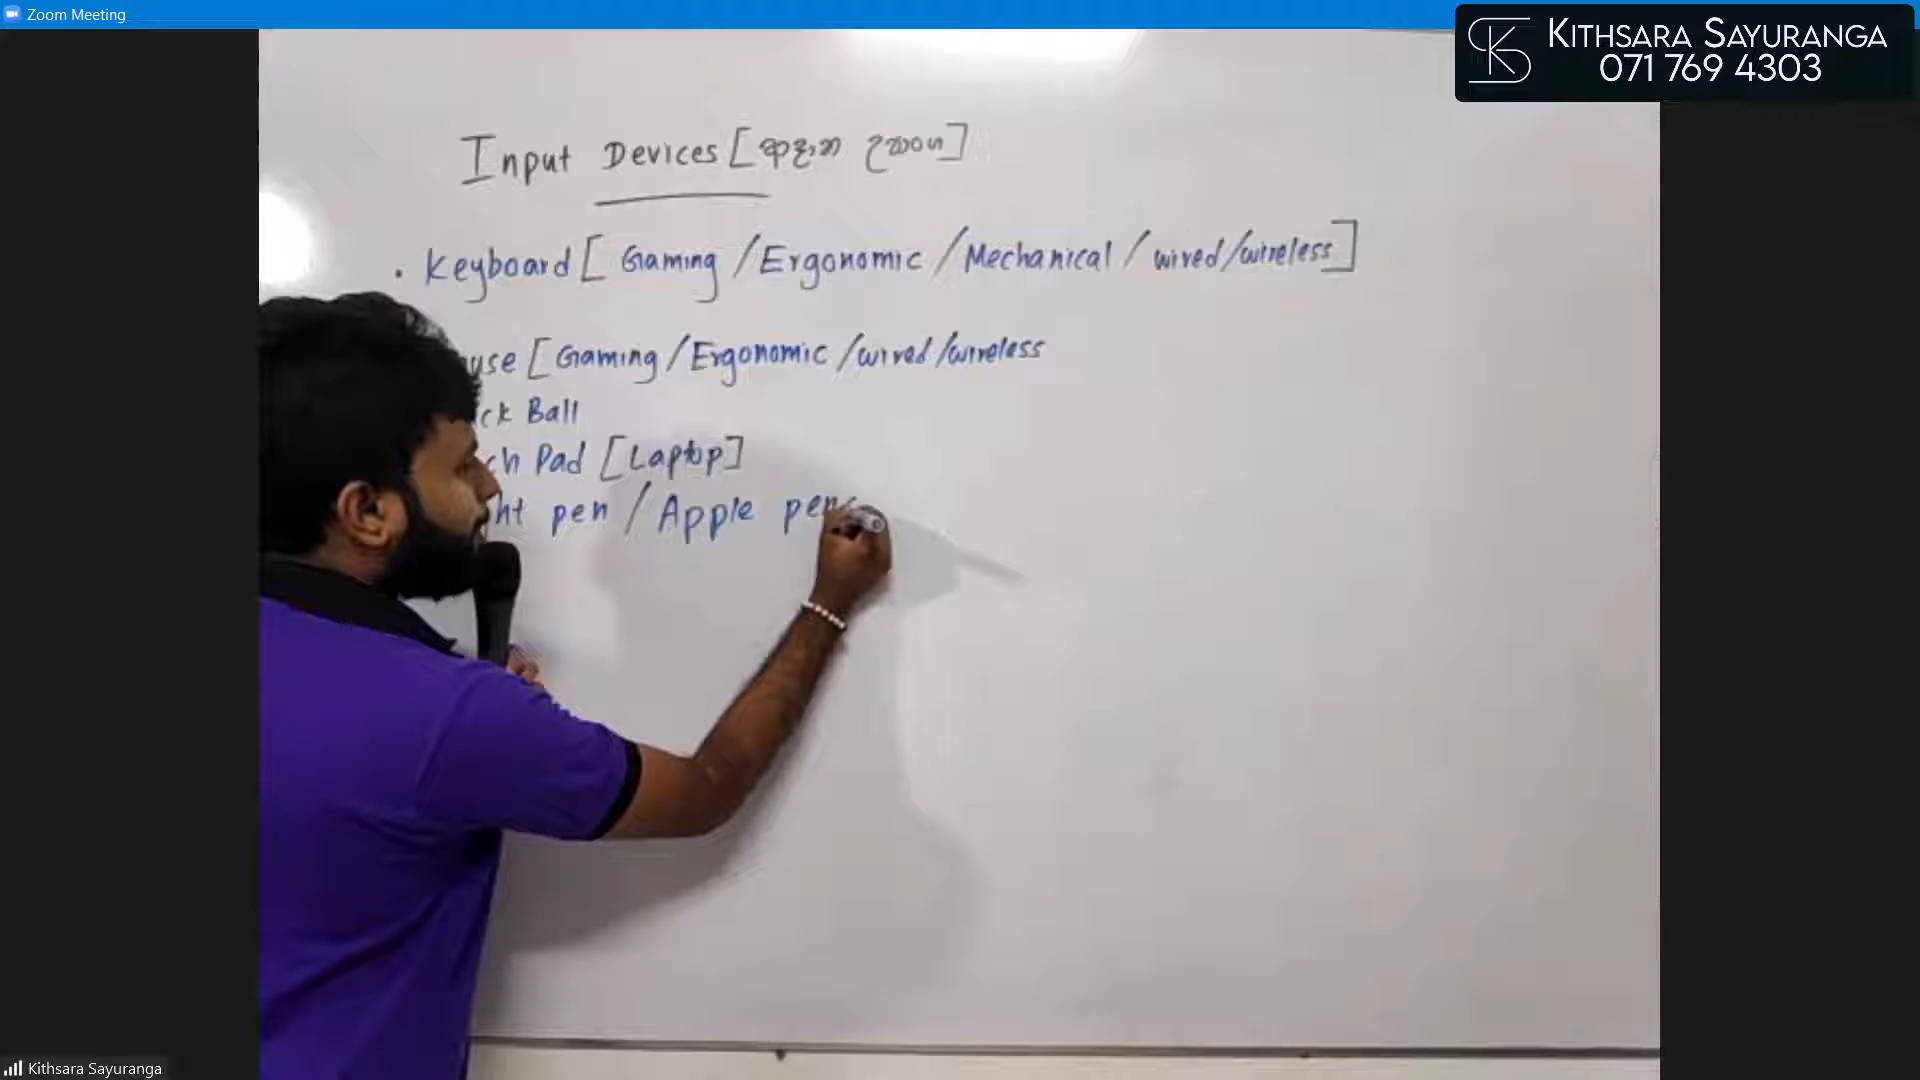 Zoom Meeting
KITHSARA SAYURANGA
071 769 4303
Input Devices [ආදාන උපාංග]
. Keyboard [ Gaming / Ergonomic / Mechanical / wired/wireless ]
use [ Gaming / Ergonomic / wired / wireless
ck Ball
ch Pad [Laptop]
ht pen / Apple penc
Kithsara Sayuranga